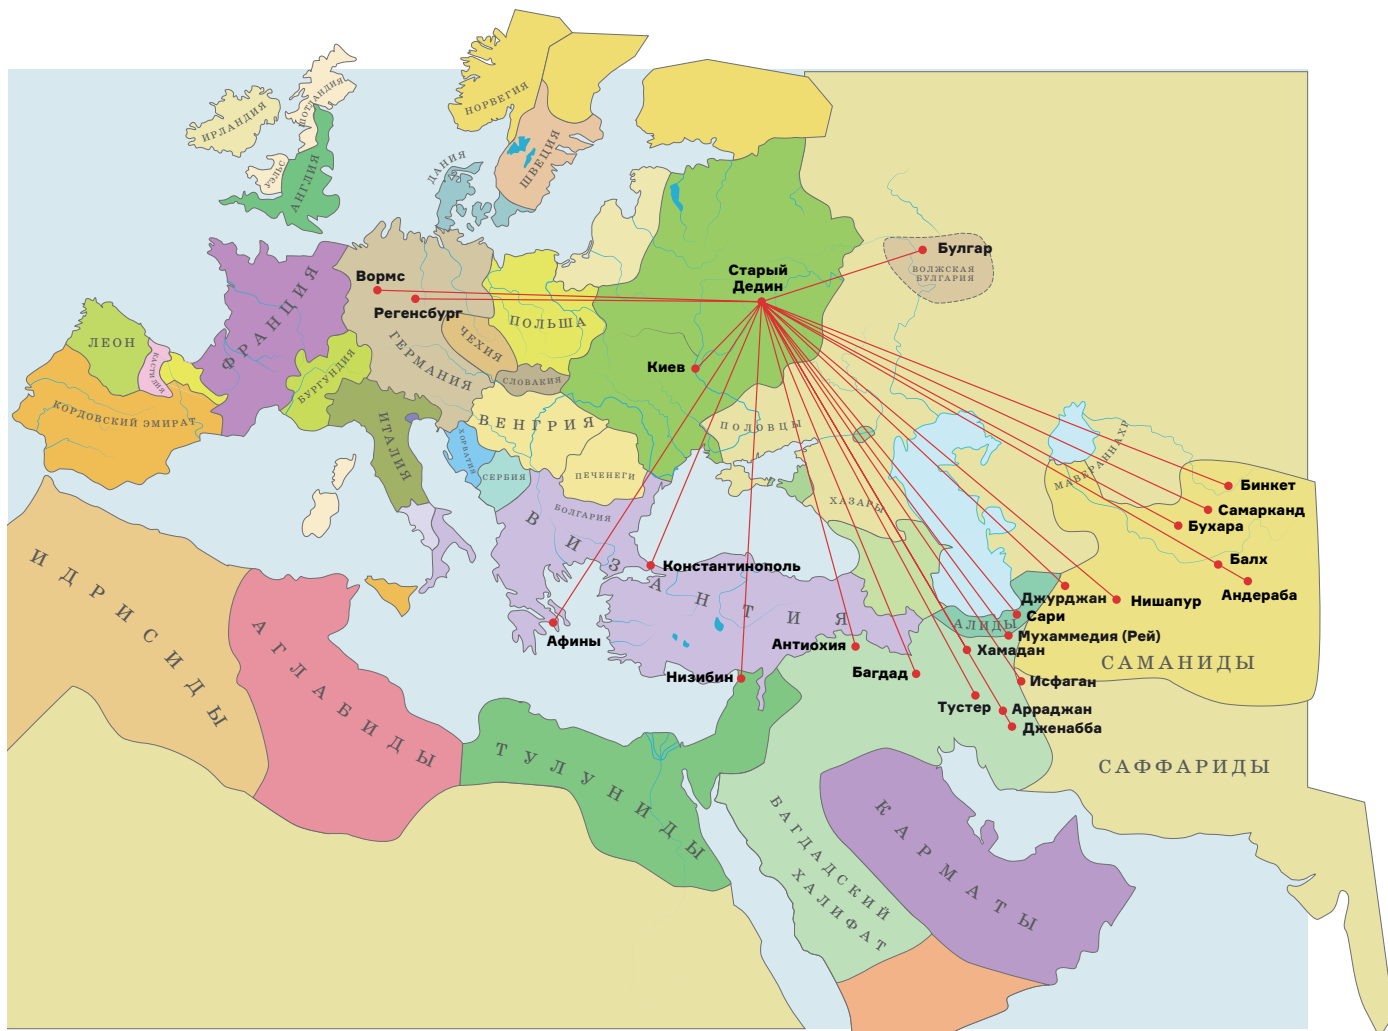 НОРВЕГИЯ
ШОТЛАНДИЯ
ИРЛАНДИЯ
ШВЕЦИЯ
ДАНИЯ
УЭЛЬС
АНГЛИЯ
Булгар
ВОЛЖСКАЯ
БУЛГАРИЯ
Старый
Дедин
Вормс
Регенсбург
ФРАНЦИЯ
ПОЛЬША
ЧЕХИЯ
ГЕРМАНИЯ
ЛЕОН
КАСТИЛИЯ
БУРГУНДИЯ
Киев
СЛОВАКИЯ
КОРДОВСКИЙ ЭМИРАТ
ИТАЛИЯ
ВЕНГРИЯ
ПОЛОВЦЫ
ХОРВАТИЯ
СЕРБИЯ
ПЕЧЕНЕГИ
МАВЕРАННАХР
Бинкет
БОЛГАРИЯ
ХАЗАРЫ
Самарканд
Бухара
ВИЗАНТИЯ
Константинополь
Балх
Андераба
Джурджан
Нишапур
Сари
АЛИДЫ
Афины
Мухаммедия (Рей)
Антиохия
Хамадан
САМАНИДЫ
Низибин
Багдад
Исфаган
Тустер
Арраджан
Дженабба
ИДРИСИДЫ
АГЛАБИДЫ
ТУЛУНИДЫ
САФФАРИДЫ
БАГДАДСКИЙ
ХАЛИФАТ
КАРМАТЫ